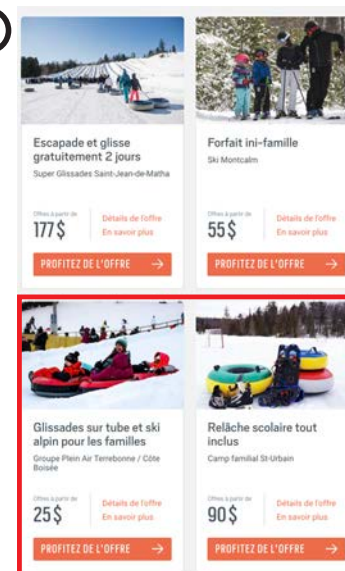 Escapade et glisse
gratuitement 2 jours
Super Glissades Saint-Jean-de-Matha
Offres à partir de
177 $
Détails de l'offre
En savoir plus
PROFITEZ DE L'OFFRE →
Forfait ini-famille
Ski Montcalm
Offres à partir de
55 $
Détails de l'offre
En savoir plus
PROFITEZ DE L'OFFRE →
Glissades sur tube et ski
alpin pour les familles
Groupe Plein Air Terrebonne / Côte
Boisée
Offres à partir de
25 $
Détails de l'offre
En savoir plus
PROFITEZ DE L'OFFRE →
Relâche scolaire tout
inclus
Camp familial St-Urbain
Offres à partir de
90 $
Détails de l'offre
En savoir plus
PROFITEZ DE L'OFFRE →